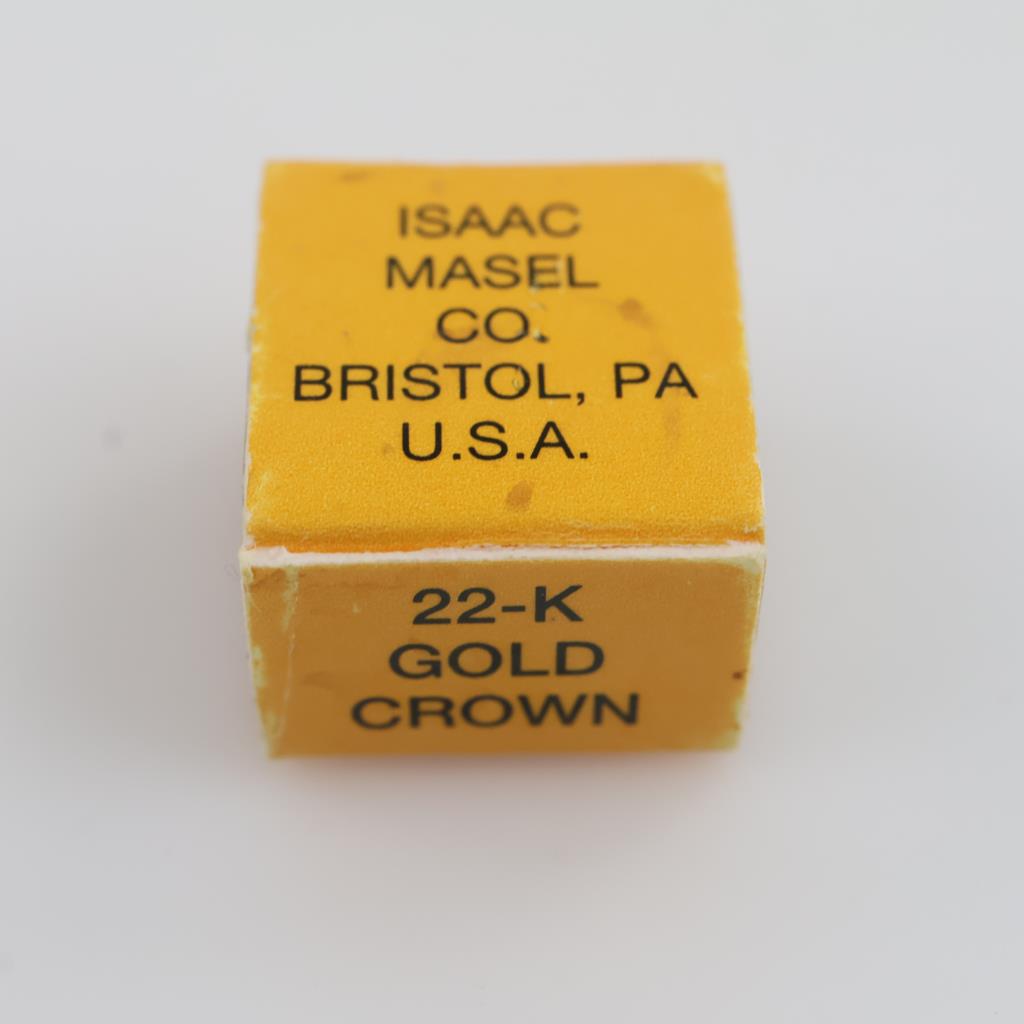 ISAAC
MASEL
CO.
BRISTOL, PA
U.S.A.
22-K
GOLD
CROWN